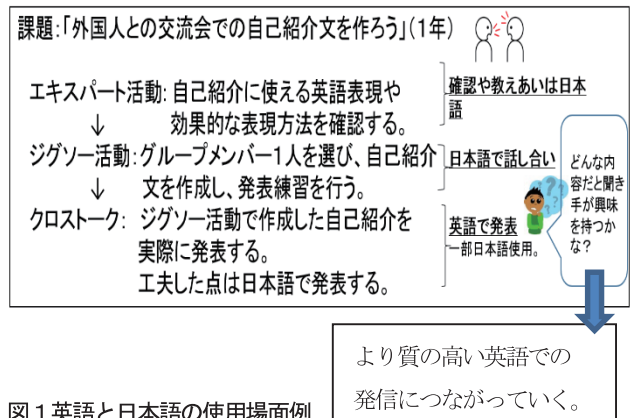 課題:「外国人との交流会での自己紹介文を作ろう」(1年)
エキスパート活動: 自己紹介に使える英語表現や
↓ 効果的な表現方法を確認する。
ジグソー活動:グループメンバー1人を選び、自己紹介
↓ 文を作成し、発表練習を行う。
クロストーク: ジグソー活動で作成した自己紹介を
実際に発表する。
工夫した点は日本語で発表する。
確認や教えあいは日本
語
日本語で話し合い
英語で発表
一部日本語使用。
どんな内
容だと聞き
手が興味
を持つか
な?
より質の高い英語での
発信につながっていく。
図1英語と日本語の使用場面例